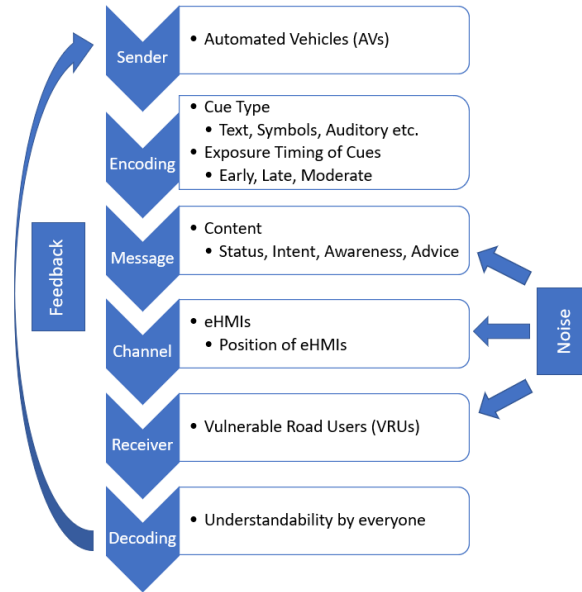 Sender
• Automated Vehicles (AVs)
Encoding
• Cue Type
• Text, Symbols, Auditory etc.
• Exposure Timing of Cues
• Early, Late, Moderate
Message
• Content
• Status, Intent, Awareness, Advice
Channel
• eHMIs
• Position of eHMIs
Receiver
• Vulnerable Road Users (VRUs)
Decoding
• Understandability by everyone
Feedback
Noise